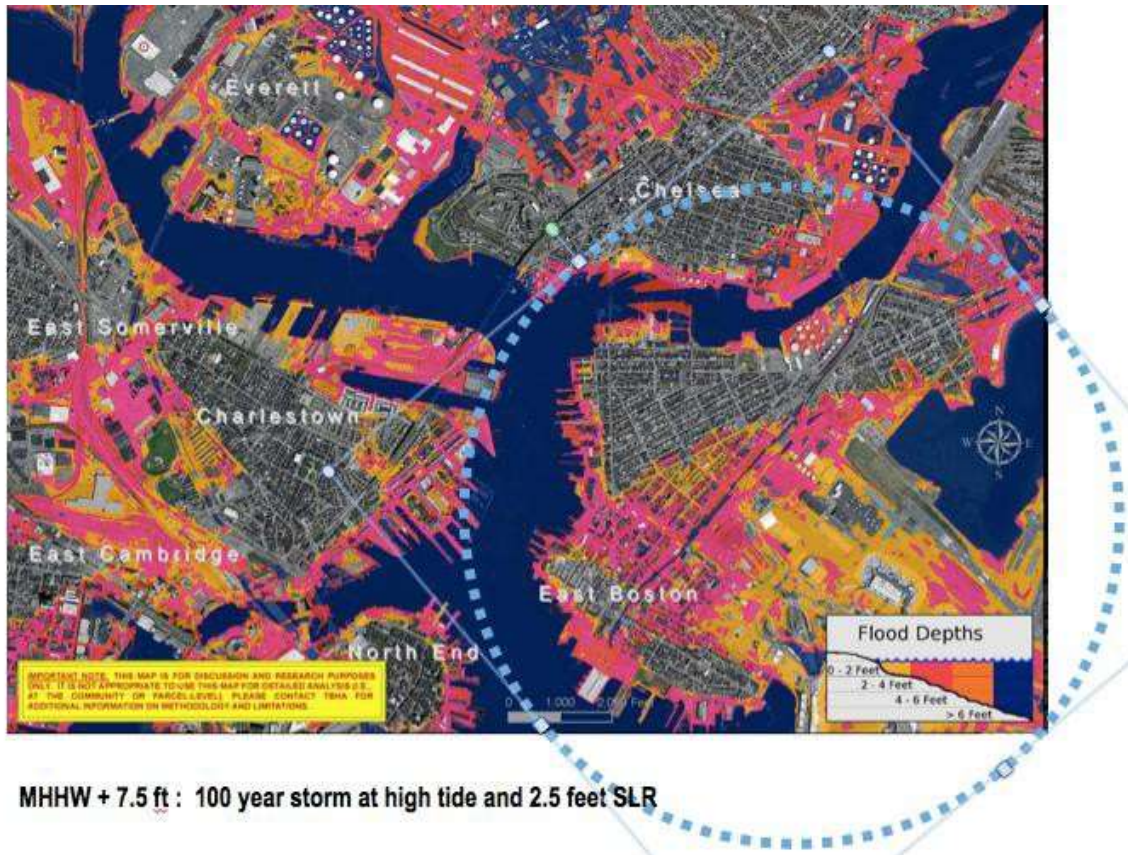 Everett
Chelsea
East Somerville
Charlestown
East Cambridge
East Boston
North End
N
W
E
S
IMPORTANT NOTE: THIS MAP IS FOR DISCUSSION AND RESEARCH PURPOSES
ONLY. IT IS NOT APPROPRIATE TO USE THIS MAP FOR DETAILED ANALYSIS (I.E.,
AT THE COMMUNITY OR PARCEL-LEVEL). PLEASE CONTACT TBHA FOR
ADDITIONAL INFORMATION ON METHODOLOGY AND LIMITATIONS.
0 1,000 2,000 Feet
Flood Depths
0 - 2 Feet
2 - 4 Feet
4 - 6 Feet
> 6 Feet
MHHW + 7.5 ft : 100 year storm at high tide and 2.5 feet SLR